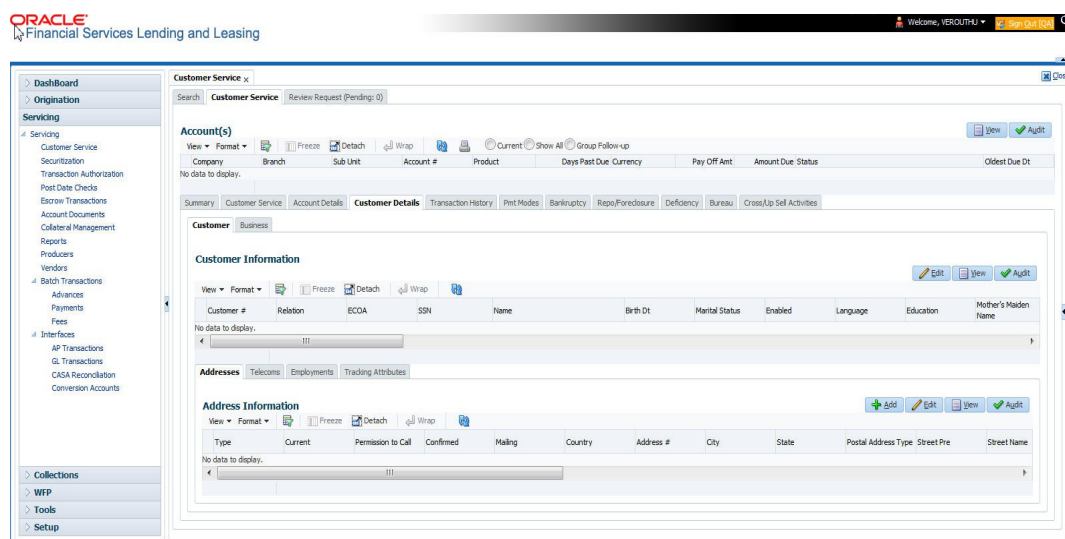 ORACLE®
Financial Services Lending and Leasing
Welcome, VEROUTHU
Sign Out [QA]
DashBoard
Origination
Servicing
Servicing
Customer Service
Securitization
Transaction Authorization
Post Date Checks
Escrow Transactions
Account Documents
Collateral Management
Reports
Producers
Vendors
Batch Transactions
Advances
Payments
Fees
Interfaces
AP Transactions
GL Transactions
CASA Reconciliation
Conversion Accounts
Collections
WFP
Tools
Setup
Customer Service x
Clos
Search Customer Service Review Request (Pending: 0)
Account(s)
View Audit
View Format Freeze Detach Wrap Current Show All Group Follow-up
Company Branch Sub Unit Account # Product Days Past Due Currency Pay Off Amt Amount Due Status Oldest Due Dt
No data to display.
Summary Customer Service Account Details Customer Details Transaction History Pmt Modes Bankruptcy Repo/Foreclosure Deficiency Bureau Cross/Up Sell Activities
Customer Business
Customer Information
Edit View Audit
View Format Freeze Detach Wrap
Customer # Relation ECOA SSN Name Birth Dt Marital Status Enabled Language Education Mother's Maiden Name
No data to display.
Addresses Telecoms Employments Tracking Attributes
Address Information
Add Edit View Audit
View Format Freeze Detach Wrap
Type Current Permission to Call Confirmed Mailing Country Address # City State Postal Address Type Street Pre Street Name
No data to display.